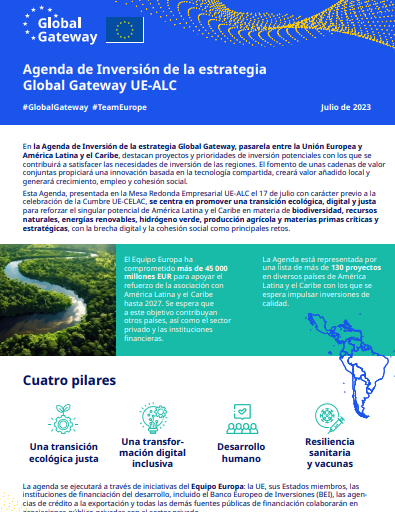 Global
Gateway
Agenda de Inversión de la estrategia
Global Gateway UE-ALC
#GlobalGateway #TeamEurope
Julio de 2023
En la Agenda de Inversión de la estrategia Global Gateway, pasarela entre la Unión Europea y
América Latina y el Caribe, destacan proyectos y prioridades de inversión potenciales con los que se
contribuirá a satisfacer las necesidades de inversión de las regiones. El fomento de unas cadenas de valor
conjuntas propiciará una innovación basada en la tecnología compartida, creará valor añadido local y
generará crecimiento, empleo y cohesión social.
Esta Agenda, presentada en la Mesa Redonda Empresarial UE-ALC el 17 de julio con carácter previo a la
celebración de la Cumbre UE-CELAC, se centra en promover una transición ecológica, digital y justa
para reforzar el singular potencial de América Latina y el Caribe en materia de biodiversidad, recursos
naturales, energías renovables, hidrógeno verde, producción agrícola y materias primas críticas y
estratégicas, con la brecha digital y la cohesión social como principales retos.
El Equipo Europa ha
comprometido más de 45 000
millones EUR para apoyar el
refuerzo de la asociación con
América Latina y el Caribe
hasta 2027. Se espera que
a este objetivo contribuyan
otros países, así como el sector
privado y las instituciones
financieras.
La Agenda está representada por
una lista de más de 130 proyectos
en diversos países de América
Latina y el Caribe con los que se
espera impulsar inversiones de
calidad.
Cuatro pilares
Una transición
ecológica justa
Una transfor-
mación digital
inclusiva
Desarrollo
humano
Resiliencia
sanitaria
y vacunas
La agenda se ejecutará a través de iniciativas del Equipo Europa: la UE, sus Estados miembros, las
instituciones de financiación del desarrollo, incluido el Banco Europeo de Inversiones (BEI), las agen-
cias de crédito a la exportación y todas las demás fuentes públicas de financiación colaborarán en